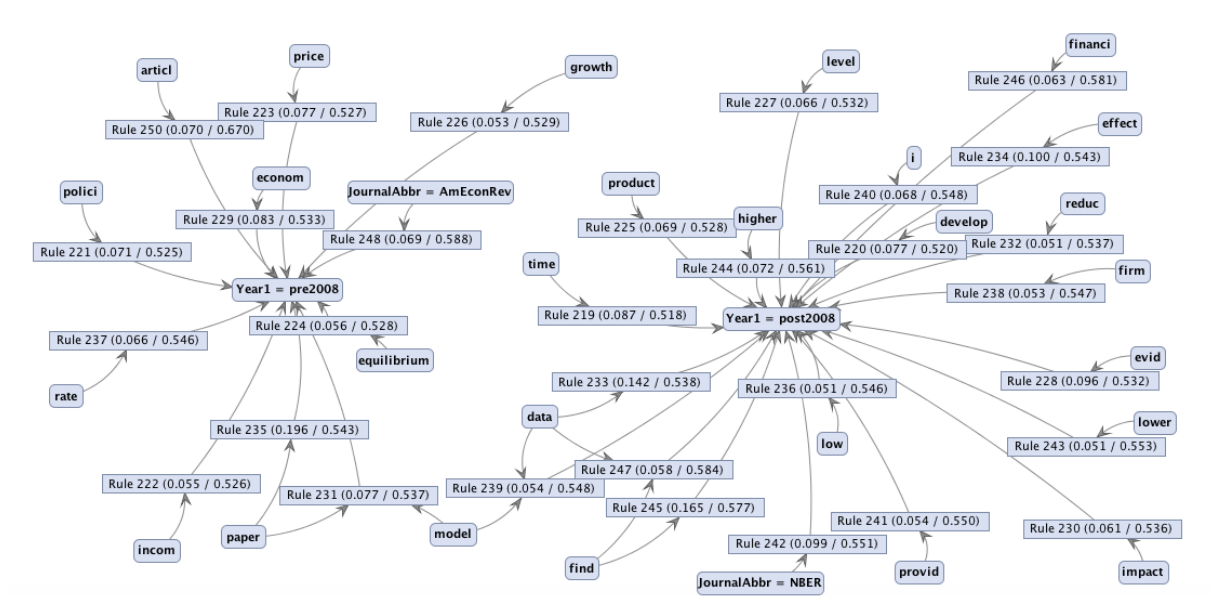 financi
price
level
growth
articl
Rule 246 (0.063 / 0.581)
Rule 227 (0.066 / 0.532)
Rule 223 (0.077 / 0.527)
Rule 226 (0.053 / 0.529)
effect
Rule 250 (0.070 / 0.670)
Rule 234 (0.100 / 0.543)
i
econom
product
polici
JournalAbbr = AmEconRev
Rule 240 (0.068 / 0.548)
reduc
Rule 229 (0.083 / 0.533)
higher
develop
Rule 225 (0.069 / 0.528)
Rule 248 (0.069 / 0.588)
Rule 232 (0.051 / 0.537)
Rule 220 (0.077 / 0.520)
Rule 221 (0.071 / 0.525)
time
Rule 244 (0.072 / 0.561)
firm
Year1 = pre2008
Rule 238 (0.053 / 0.547)
Rule 219 (0.087 / 0.518)
Year1 = post2008
Rule 224 (0.056 / 0.528)
Rule 237 (0.066 / 0.546)
equilibrium
evid
Rule 228 (0.096 / 0.532)
Rule 233 (0.142 / 0.538)
Rule 236 (0.051 / 0.546)
rate
data
lower
Rule 235 (0.196 / 0.543)
low
Rule 243 (0.051 / 0.553)
Rule 247 (0.058 / 0.584)
Rule 222 (0.055 / 0.526)
Rule 239 (0.054 / 0.548)
Rule 231 (0.077 / 0.537)
Rule 245 (0.165 / 0.577)
Rule 241 (0.054 / 0.550)
Rule 230 (0.061 / 0.536)
model
paper
Rule 242 (0.099 / 0.551)
incom
find
provid
impact
JournalAbbr = NBER